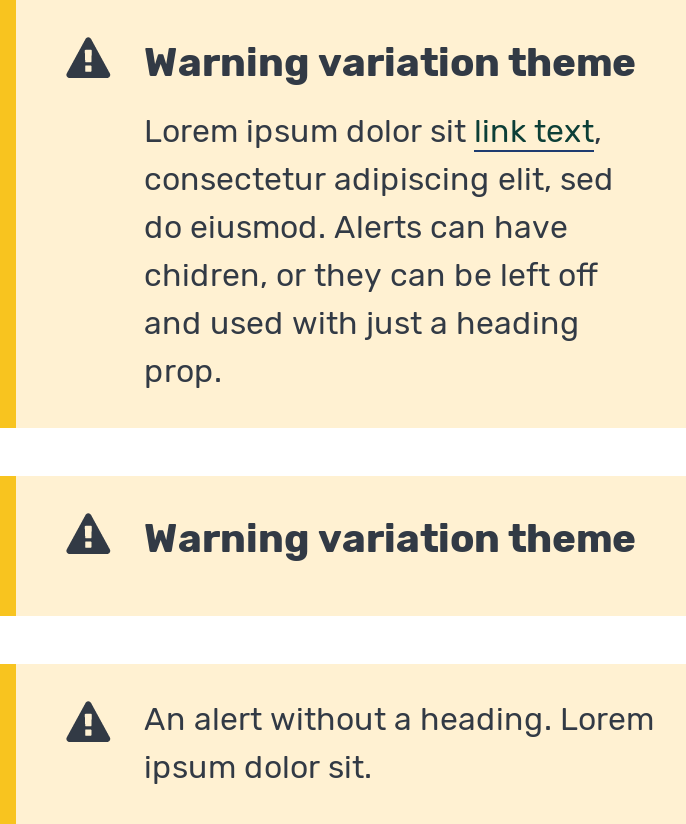 Warning variation theme
Lorem ipsum dolor sit link text,
consectetur adipiscing elit, sed
do eiusmod. Alerts can have
chidren, or they can be left off
and used with just a heading
prop.
Warning variation theme
An alert without a heading. Lorem
ipsum dolor sit.